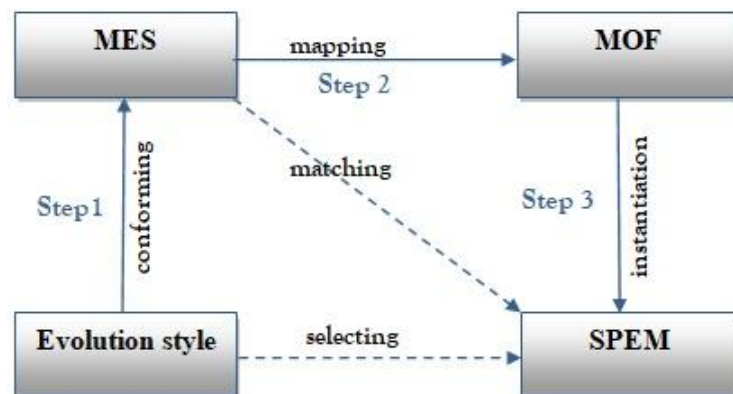 MES
mapping
MOF
Step 2
matching
Step1
conforming
Step 3
instantiation
Evolution style
selecting
SPEM